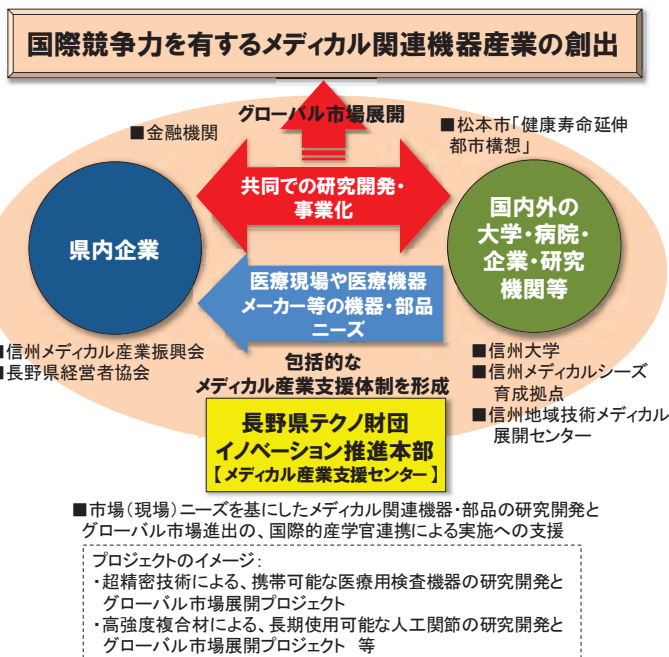 国際競争力を有するメディカル関連機器産業の創出
グローバル市場展開
■金融機関
■松本市「健康寿命延伸
都市構想」
共同での研究開発・
事業化
県内企業
国内外の
大学・病院・
企業・研究
機関等
医療現場や医療機器
メーカー等の機器・部品
ニーズ
■信州メディカル産業振興会
■長野県経営者協会
包括的な
メディカル産業支援体制を形成
■信州大学
■信州メディカルシーズ
育成拠点
■信州地域技術メディカル
展開センター
長野県テクノ財団
イノベーション推進本部
【メディカル産業支援センター】
■市場(現場)ニーズを基にしたメディカル関連機器・部品の研究開発と
グローバル市場進出の、国際的産学官連携による実施への支援
プロジェクトのイメージ:
・超精密技術による、携帯可能な医療用検査機器の研究開発と
グローバル市場展開プロジェクト
・高強度複合材による、長期使用可能な人工関節の研究開発と
グローバル市場展開プロジェクト 等